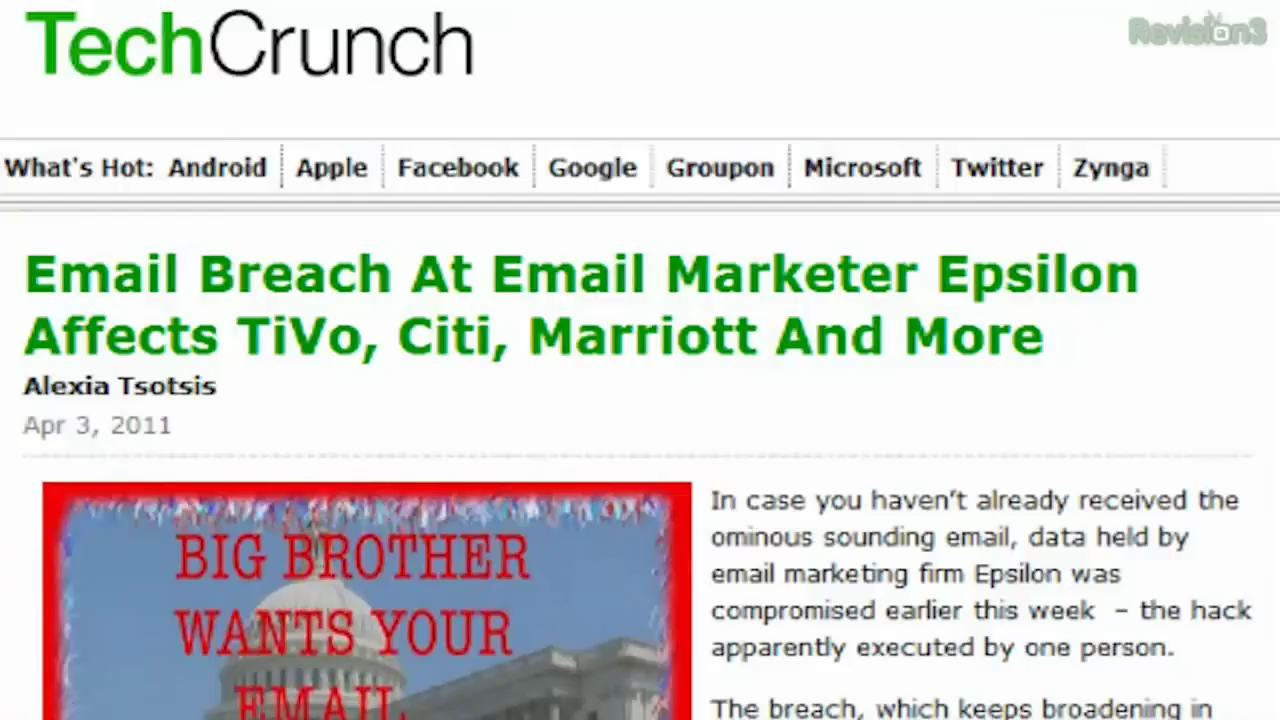 TechCrunch
Revision3
What's Hot: Android Apple Facebook Google Groupon Microsoft Twitter Zynga
Email Breach At Email Marketer Epsilon
Affects TiVo, Citi, Marriott And More
Alexia Tsotsis
Apr 3, 2011
BIG BROTHER
WANTS YOUR
EMAIL
In case you haven't already received the
ominous sounding email, data held by
email marketing firm Epsilon was
compromised earlier this week – the hack
apparently executed by one person.
The breach, which keeps broadening in